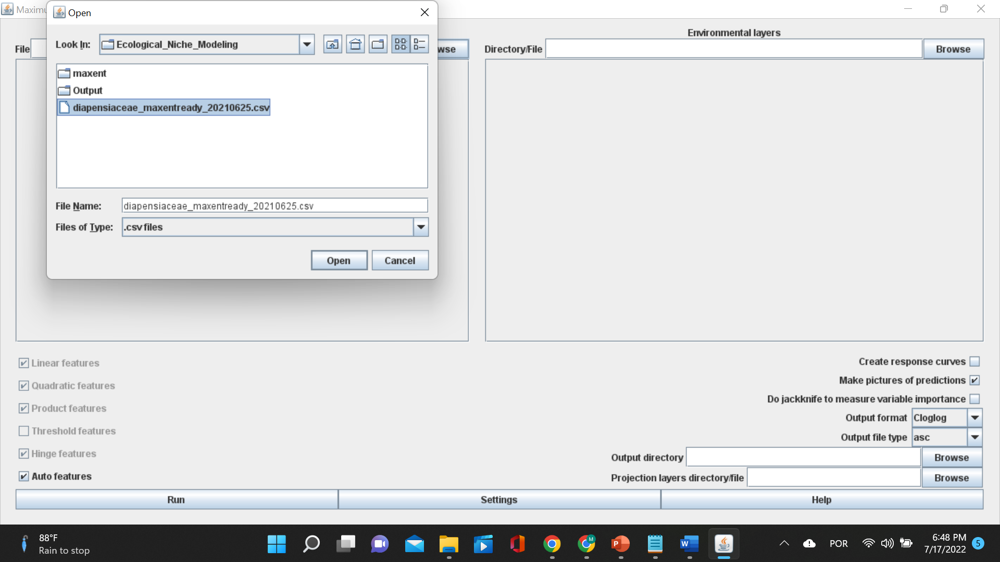 Maximu
Open
Look In:
Ecological_Niche_Modeling
maxent
Output
diapensiaceae_maxentready_20210625.csv
File Name:
diapensiaceae_maxentready_20210625.csv
Files of Type:
.csv files
Open
Cancel
File
wse
Environmental layers
Directory/File
Browse
Linear features
Quadratic features
Product features
Threshold features
Hinge features
Auto features
Create response curves
Make pictures of predictions
Do jackknife to measure variable importance
Output format
Cloglog
Output file type
asc
Output directory
Browse
Projection layers directory/file
Browse
Run
Settings
Help
88°F
Rain to stop
M
P
W
POR
6:48 PM
7/17/2022
5